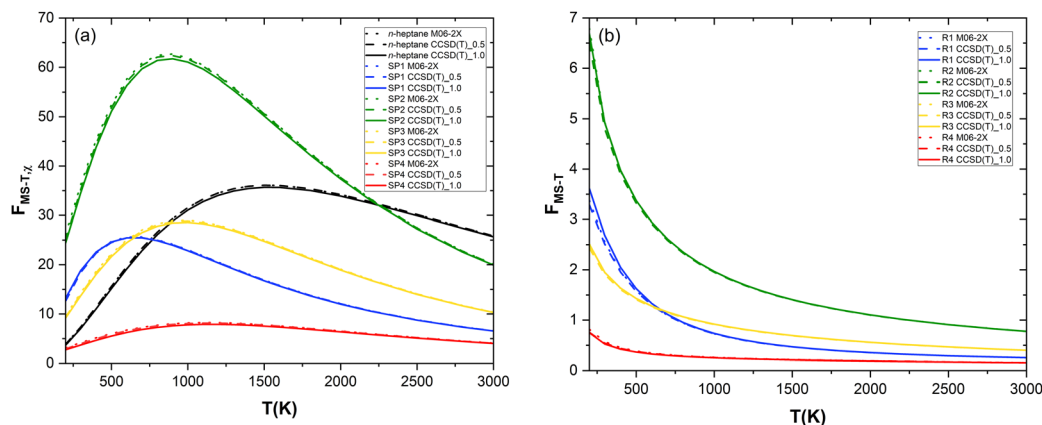 (a)
n-heptane M06-2X
n-heptane CCSD(T)_0.5
n-heptane CCSD(T)_1.0
SP1 M06-2X
SP1 CCSD(T)_0.5
SP1 CCSD(T)_1.0
SP2 M06-2X
SP2 CCSD(T)_0.5
SP2 CCSD(T)_1.0
SP3 M06-2X
SP3 CCSD(T)_0.5
SP3 CCSD(T)_1.0
SP4 M06-2X
SP4 CCSD(T)_0.5
SP4 CCSD(T)_1.0
70
60
50
40
30
20
10
0
F_MS-T,χ
500 1000 1500 2000 2500 3000
T(K)
(b)
R1 M06-2X
R1 CCSD(T)_0.5
R1 CCSD(T)_1.0
R2 M06-2X
R2 CCSD(T)_0.5
R2 CCSD(T)_1.0
R3 M06-2X
R3 CCSD(T)_0.5
R3 CCSD(T)_1.0
R4 M06-2X
R4 CCSD(T)_0.5
R4 CCSD(T)_1.0
7
6
5
4
3
2
1
0
F_MS-T
500 1000 1500 2000 2500 3000
T(K)